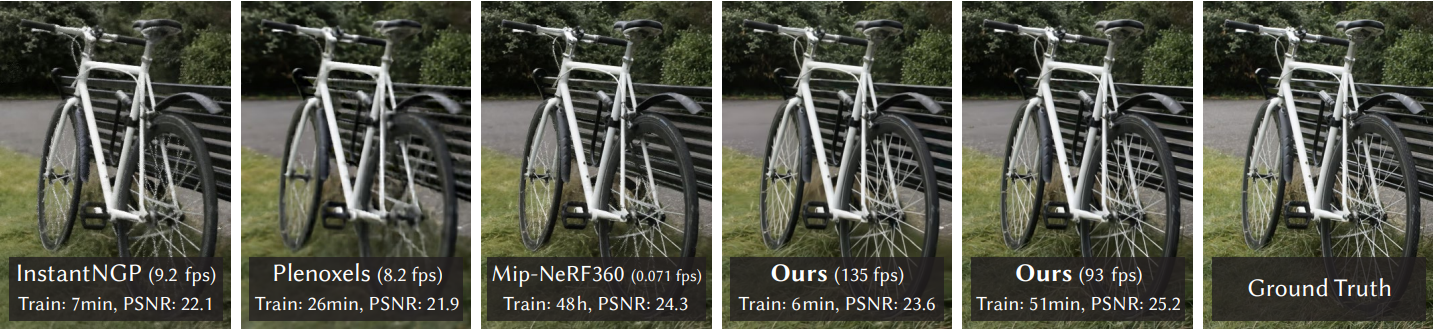 InstantNGP (9.2 fps)
Train: 7min, PSNR: 22.1
Plenoxels (8.2 fps)
Train: 26min, PSNR: 21.9
Mip-NeRF360 (0.071 fps)
Train: 48h, PSNR: 24.3
Ours (135 fps)
Train: 6min, PSNR: 23.6
Ours (93 fps)
Train: 51min, PSNR: 25.2
Ground Truth